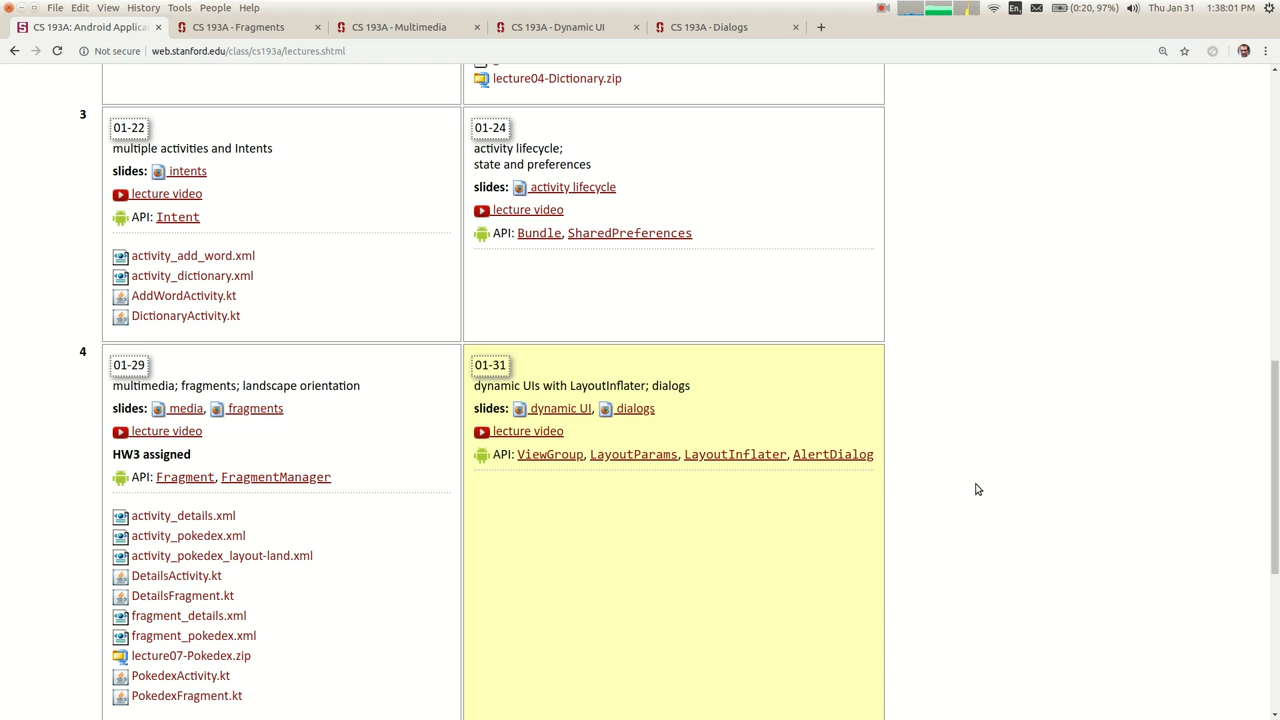 File Edit View History Tools People Help
En
(0:20, 97%)
Thu Jan 31 1:38:01 PM
CS 193A: Android Applica
CS 193A - Fragments
CS 193A - Multimedia
CS 193A - Dynamic UI
CS 193A - Dialogs
Not secure web.stanford.edu/class/cs193a/lectures.shtml
lecture04-Dictionary.zip
3
01-22
multiple activities and Intents
slides: intents
lecture video
API: Intent
activity_add_word.xml
activity_dictionary.xml
AddWordActivity.kt
DictionaryActivity.kt
01-24
activity lifecycle;
state and preferences
slides: activity lifecycle
lecture video
API: Bundle, SharedPreferences
4
01-29
multimedia; fragments; landscape orientation
slides: media, fragments
lecture video
HW3 assigned
API: Fragment, FragmentManager
activity_details.xml
activity_pokedex.xml
activity_pokedex_layout-land.xml
DetailsActivity.kt
DetailsFragment.kt
fragment_details.xml
fragment_pokedex.xml
lecture07-Pokedex.zip
PokedexActivity.kt
PokedexFragment.kt
01-31
dynamic UIs with LayoutInflater; dialogs
slides: dynamic UI, dialogs
lecture video
API: ViewGroup, LayoutParams, LayoutInflater, AlertDialog